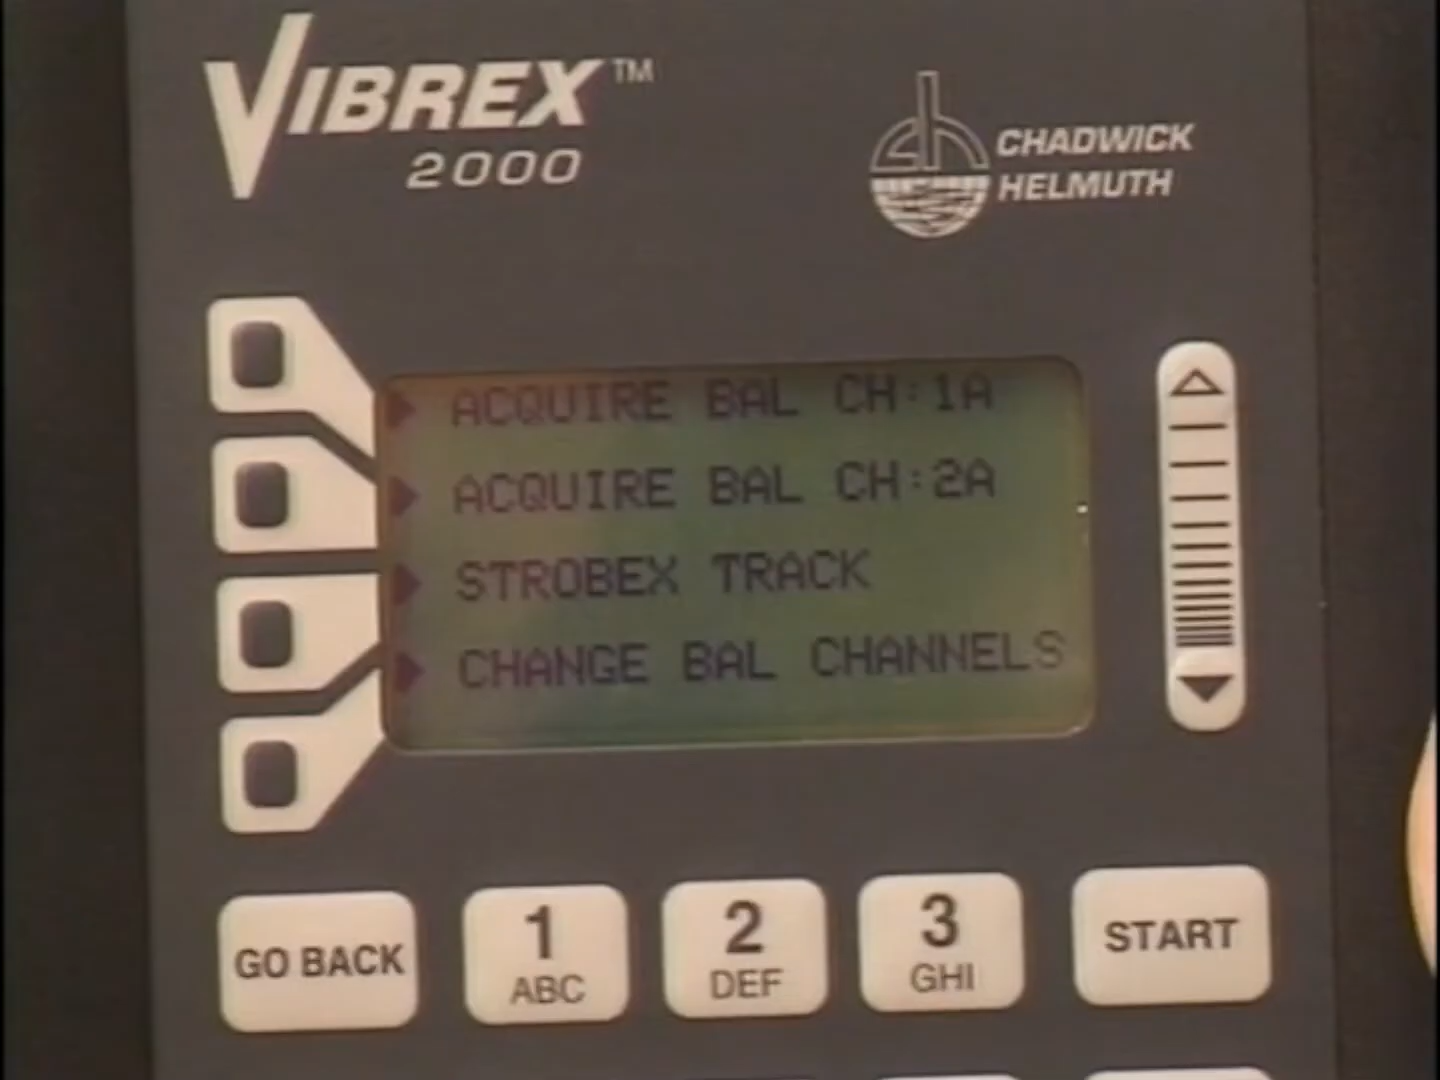 VIBREX™
2000
ch
CHADWICK
HELMUTH
ACQUIRE BAL CH:1A
ACQUIRE BAL CH:2A
STROBEX TRACK
CHANGE BAL CHANNELS
GO BACK
1
ABC
2
DEF
3
GHI
START